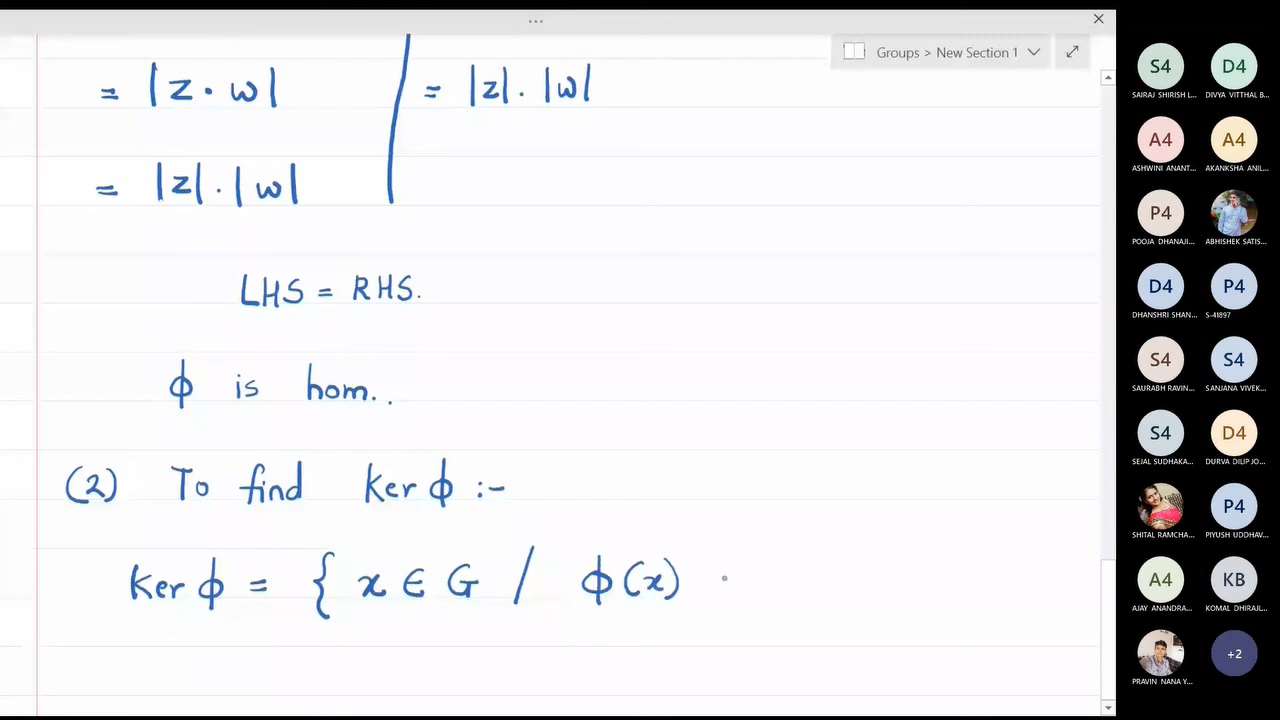 Groups > New Section 1
= |z · w|
= |z| · |w|
= |z| · |w|
LHS = RHS.
ϕ is hom..
(2) To find Ker ϕ :-
Ker ϕ = { x ∈ G / ϕ(x)
S4
SAIRAJ SHIRISH L...
D4
DIVYA VITTHAL B...
A4
ASHWINI ANANT...
A4
AKANKSHA ANIL...
P4
POOJA DHANAJI...
ABHISHEK SATIS...
D4
DHANSHRI SHAN...
P4
S-41897
S4
SAURABH RAVIN...
S4
SANJANA VIVEK...
S4
SEJAL SUDHAKA...
D4
DURVA DILIP JO...
SHITAL RAMCHA...
P4
PIYUSH UDDHAV...
A4
AJAY ANANDRA...
KB
KOMAL DHIRAJL...
PRAVIN NANA Y...
+2